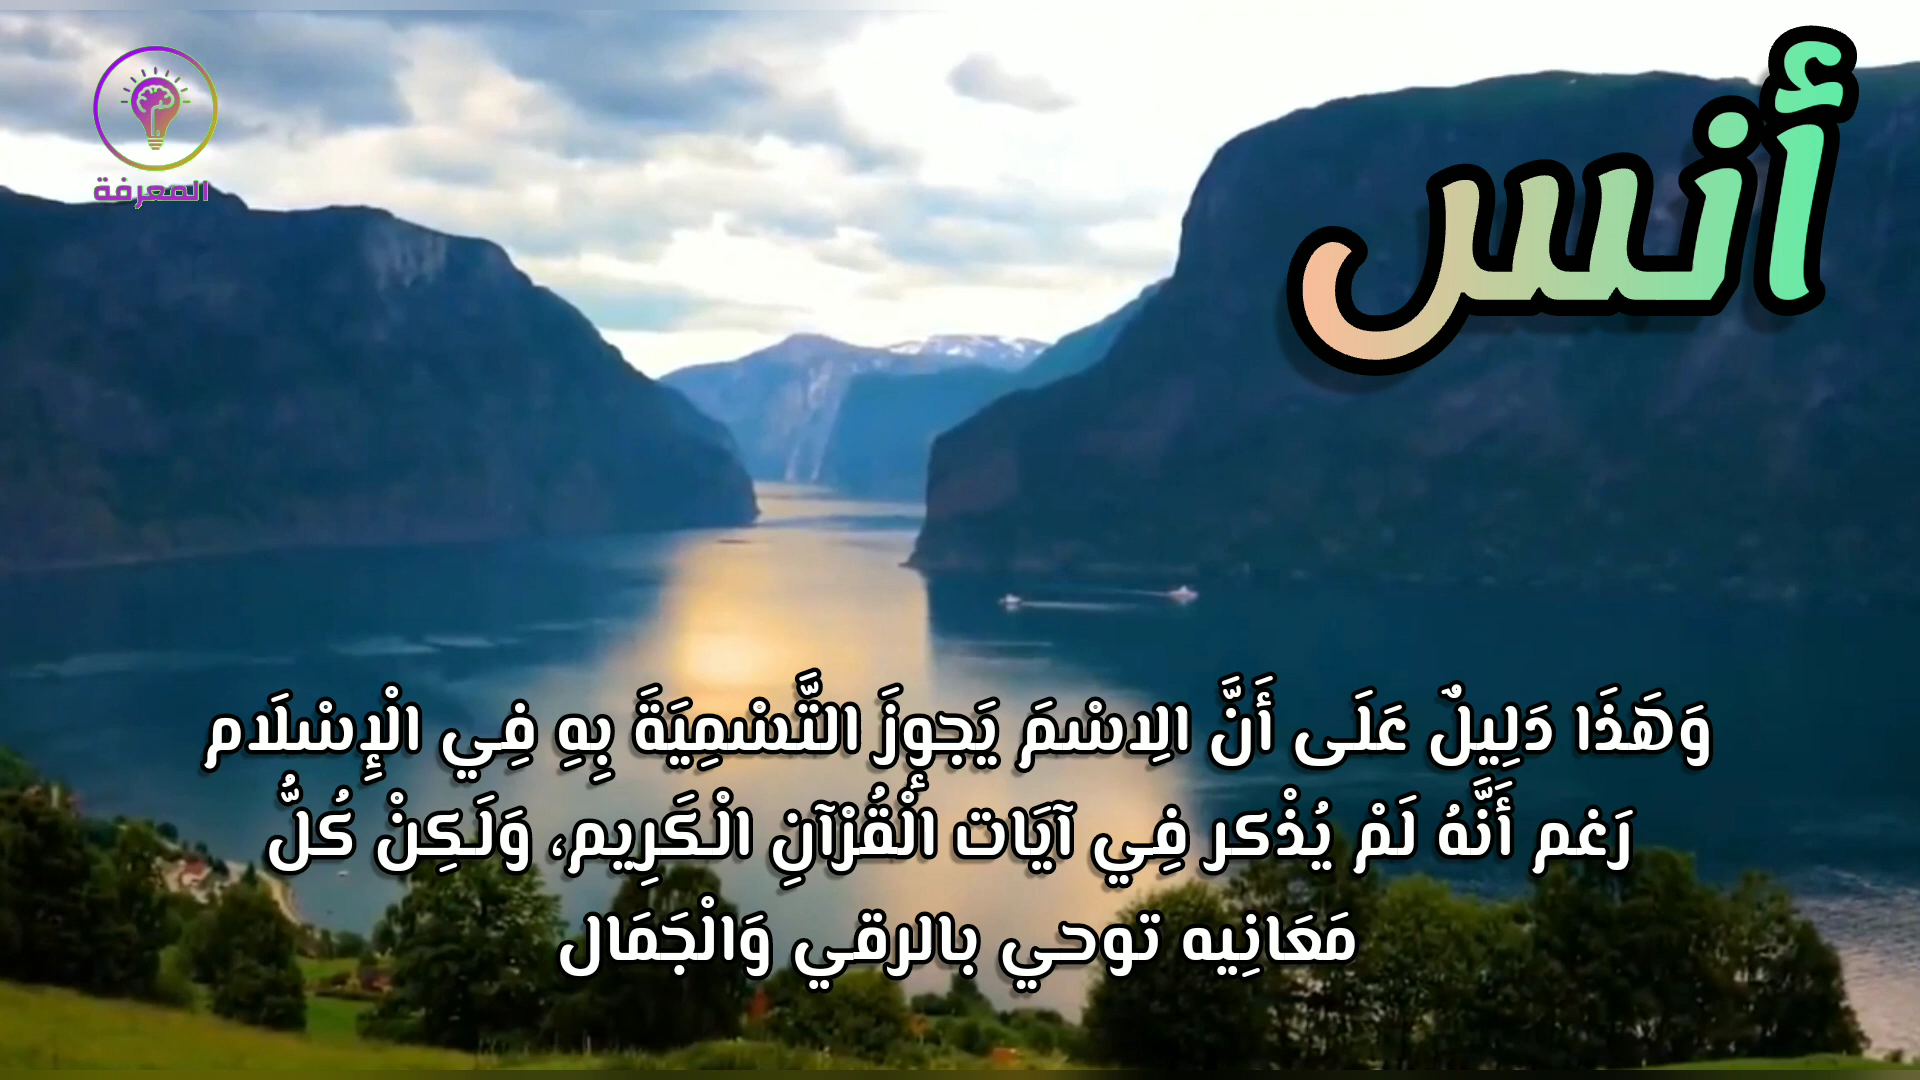 أنس
المعرفة
وَهَذَا دَلِيلٌ عَلَى أَنَّ الِاسْمَ يَجوزَ التَّسْمِيَةَ بِهِ فِي الْإِسْلَام
رَغم أَنَّهُ لَمْ يُذْكر فِي آيَات الْقُرْآنِ الْكَرِيم، وَلَكِنْ كُلُّ
مَعَانِيه توحي بالرقي وَالْجَمَال